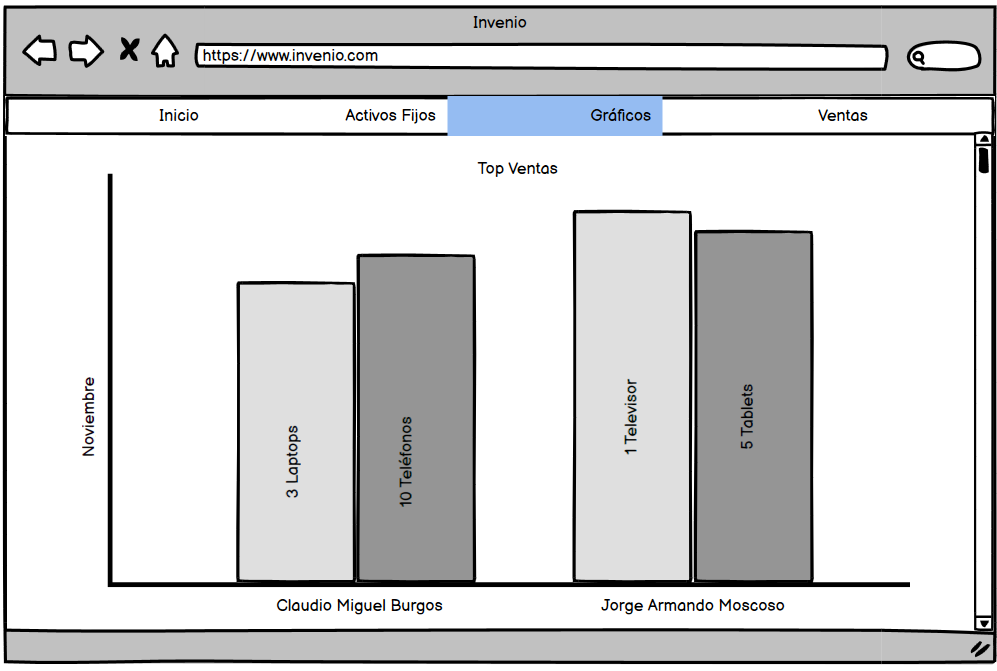 Invenio
https://www.invenio.com
Inicio
Activos Fijos
Gráficos
Ventas
Top Ventas
Noviembre
3 Laptops
10 Teléfonos
1 Televisor
5 Tablets
Claudio Miguel Burgos
Jorge Armando Moscoso